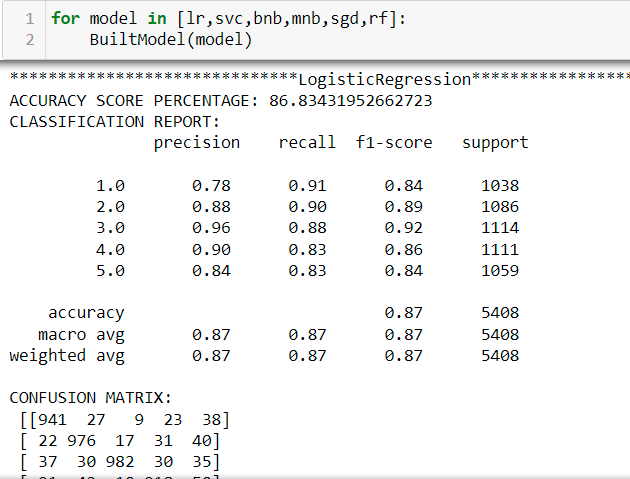 1 for model in [lr,svc,bnb,mnb,sgd,rf]:
2     BuiltModel(model)
******************************LogisticRegression*****************
ACCURACY SCORE PERCENTAGE: 86.83431952662723
CLASSIFICATION REPORT:
               precision    recall  f1-score   support

         1.0       0.78      0.91      0.84      1038
         2.0       0.88      0.90      0.89      1086
         3.0       0.96      0.88      0.92      1114
         4.0       0.90      0.83      0.86      1111
         5.0       0.84      0.83      0.84      1059

    accuracy                           0.87      5408
   macro avg       0.87      0.87      0.87      5408
weighted avg       0.87      0.87      0.87      5408

CONFUSION MATRIX:
 [[941  27   9  23  38]
 [ 22 976  17  31  40]
 [ 37  30 982  30  35]